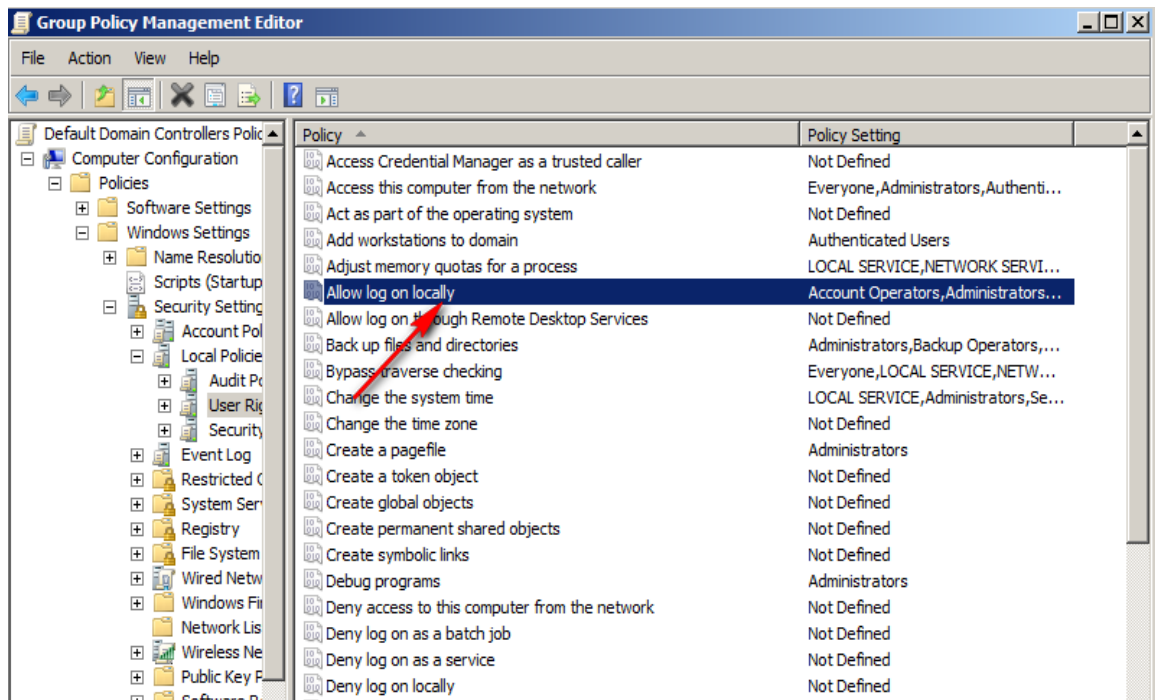 Group Policy Management Editor
File Action View Help
Default Domain Controllers Polic
Computer Configuration
Policies
Software Settings
Windows Settings
Name Resolutio
Scripts (Startup
Security Setting
Account Pol
Local Policie
Audit Po
User Rig
Security
Event Log
Restricted G
System Serv
Registry
File System
Wired Netw
Windows Fir
Network Lis
Wireless Ne
Public Key P
Policy Policy Setting
Access Credential Manager as a trusted caller Not Defined
Access this computer from the network Everyone,Administrators,Authenti...
Act as part of the operating system Not Defined
Add workstations to domain Authenticated Users
Adjust memory quotas for a process LOCAL SERVICE,NETWORK SERVI...
Allow log on locally Account Operators,Administrators...
Allow log on through Remote Desktop Services Not Defined
Back up files and directories Administrators,Backup Operators,...
Bypass traverse checking Everyone,LOCAL SERVICE,NETW...
Change the system time LOCAL SERVICE,Administrators,Se...
Change the time zone Not Defined
Create a pagefile Administrators
Create a token object Not Defined
Create global objects Not Defined
Create permanent shared objects Not Defined
Create symbolic links Not Defined
Debug programs Administrators
Deny access to this computer from the network Not Defined
Deny log on as a batch job Not Defined
Deny log on as a service Not Defined
Deny log on locally Not Defined